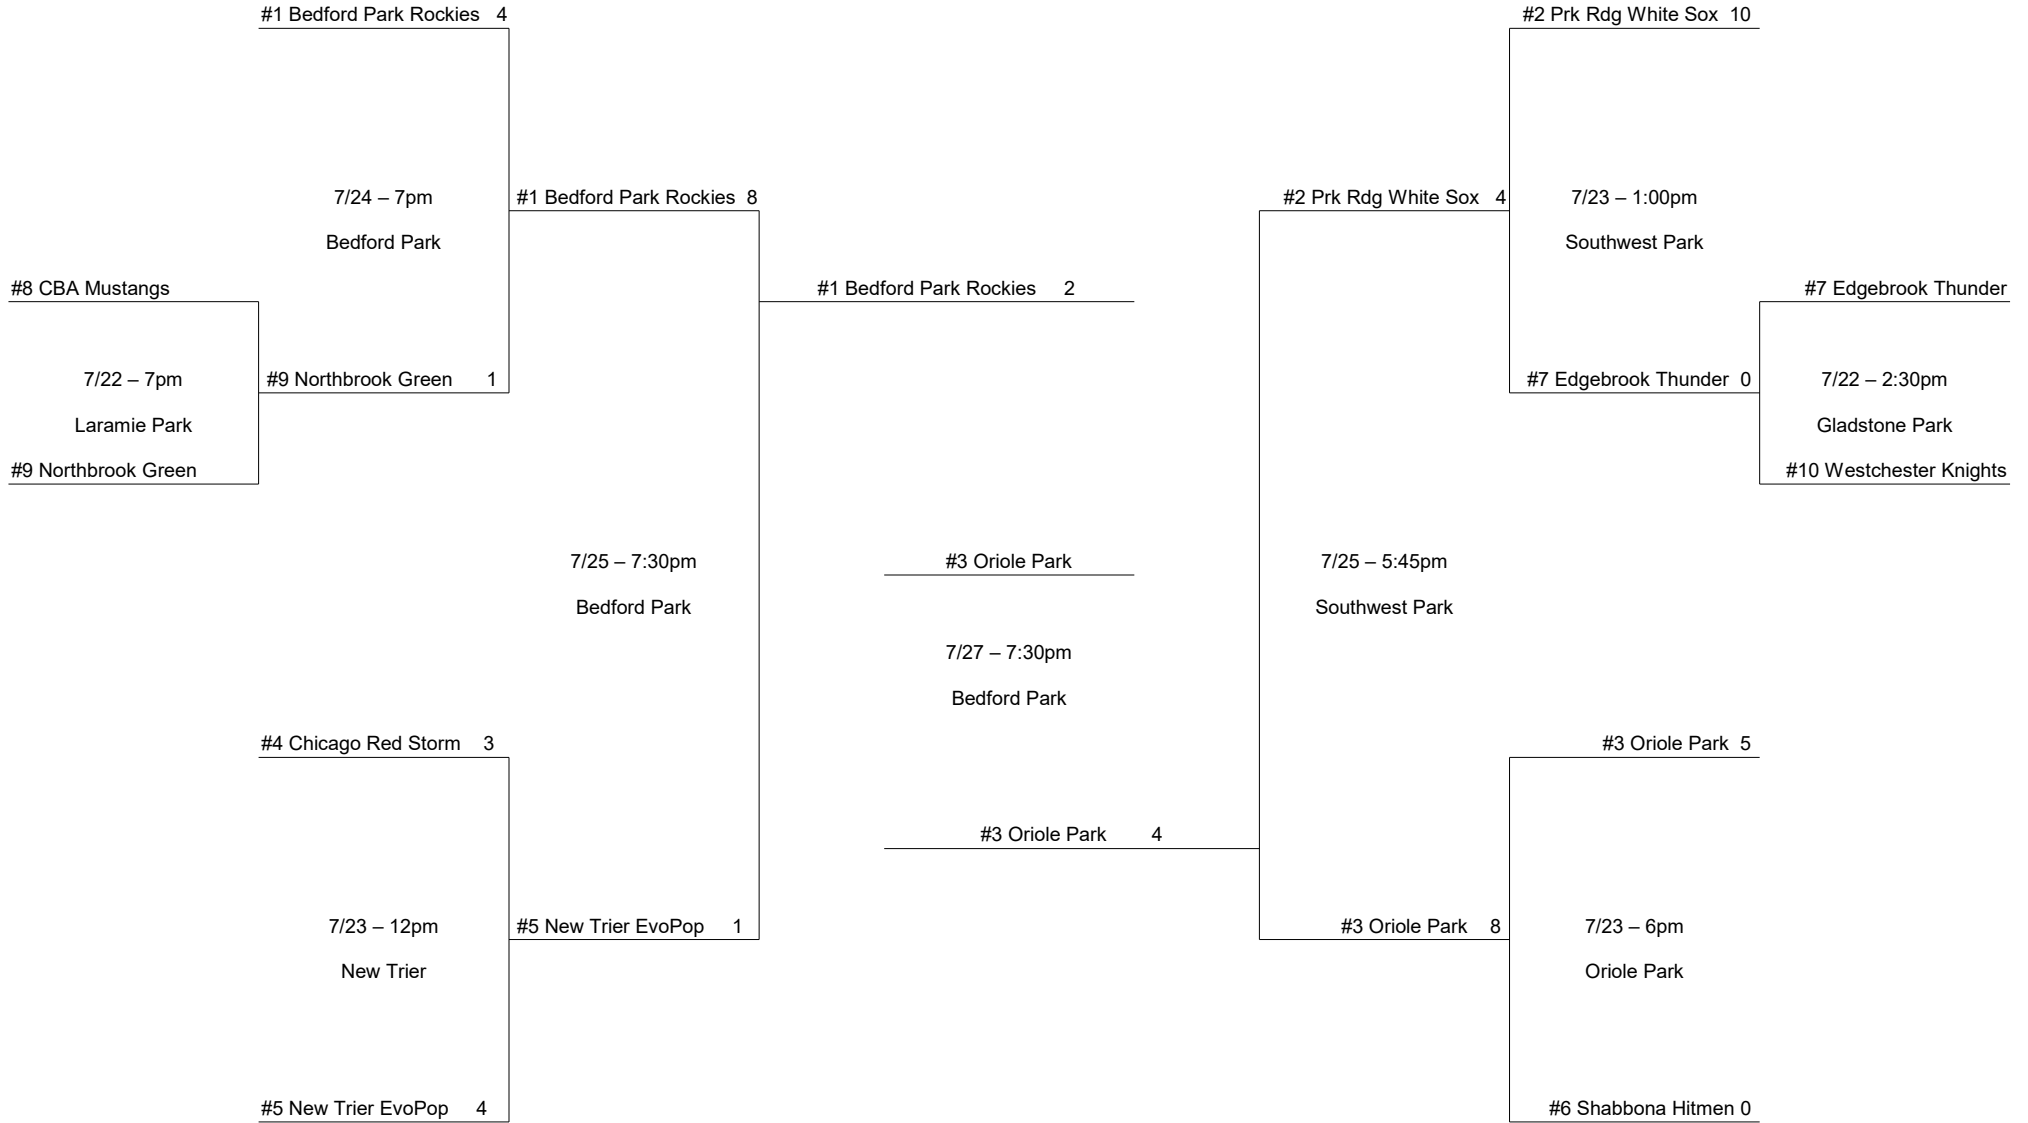 #1 Bedford Park Rockies 4
#2 Prk Rdg White Sox 10
7/24 – 7pm
#1 Bedford Park Rockies 8
#2 Prk Rdg White Sox 4
7/23 – 1:00pm
Bedford Park
Southwest Park
#8 CBA Mustangs
#1 Bedford Park Rockies 2
#7 Edgebrook Thunder
7/22 – 7pm
#9 Northbrook Green 1
#7 Edgebrook Thunder 0
7/22 – 2:30pm
Laramie Park
Gladstone Park
#9 Northbrook Green
#10 Westchester Knights
7/25 – 7:30pm
#3 Oriole Park
7/25 – 5:45pm
Bedford Park
Southwest Park
7/27 – 7:30pm
Bedford Park
#4 Chicago Red Storm 3
#3 Oriole Park 5
#3 Oriole Park 4
7/23 – 12pm
#5 New Trier EvoPop 1
#3 Oriole Park 8
7/23 – 6pm
New Trier
Oriole Park
#5 New Trier EvoPop 4
#6 Shabbona Hitmen 0